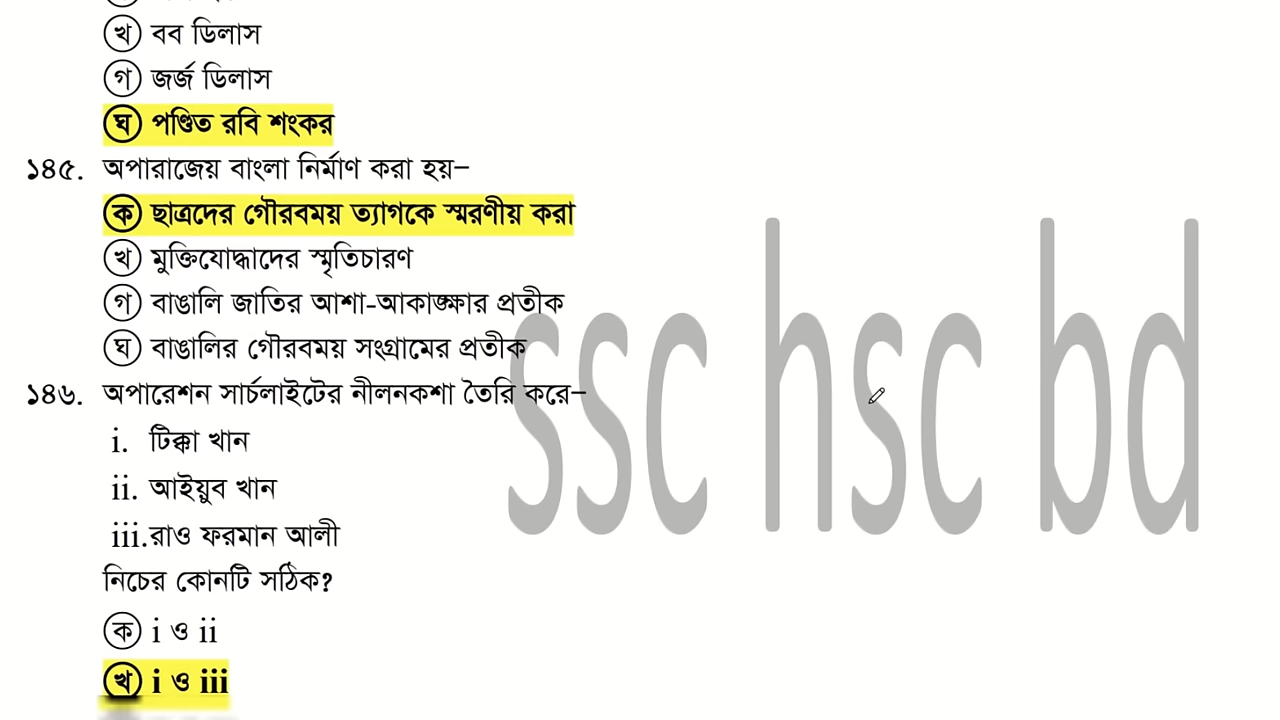 খ বব ডিলাস
গ জর্জ ডিলাস
ঘ পণ্ডিত রবি শংকর
১৪৫. অপারাজেয় বাংলা নির্মাণ করা হয়–
ক ছাত্রদের গৌরবময় ত্যাগকে স্মরণীয় করা
খ মুক্তিযোদ্ধাদের স্মৃতিচারণ
গ বাঙালি জাতির আশা-আকাঙ্ক্ষার প্রতীক
ঘ বাঙালির গৌরবময় সংগ্রামের প্রতীক
ssc hsc bd
১৪৬. অপারেশন সার্চলাইটের নীলনকশা তৈরি করে–
i. টিক্কা খান
ii. আইয়ুব খান
iii. রাও ফরমান আলী
নিচের কোনটি সঠিক?
ক i ও ii
খ i ও iii